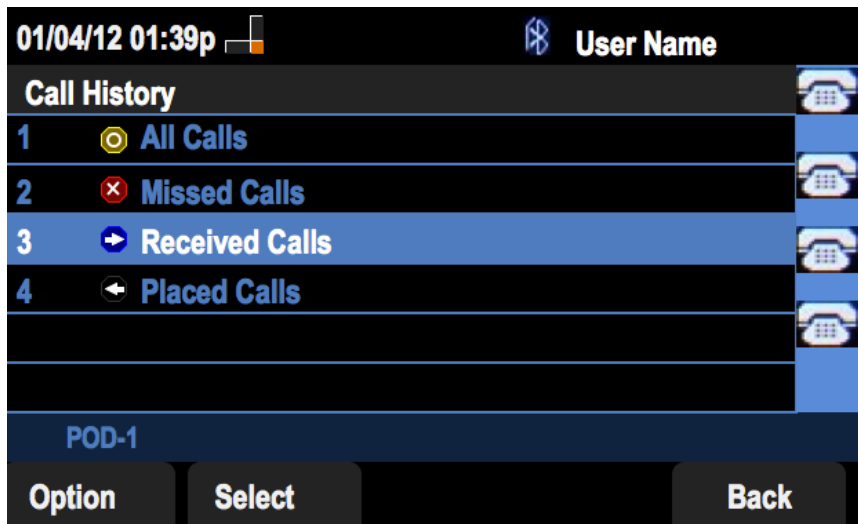 01/04/12 01:39p User Name
Call History
1 All Calls
2 Missed Calls
3 Received Calls
4 Placed Calls
POD-1
Option Select Back